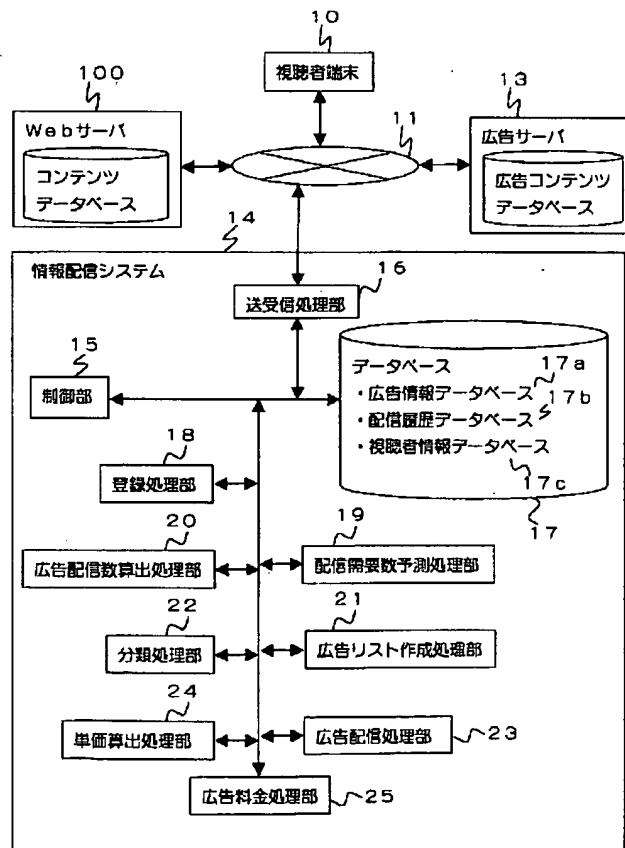 10
視聴者端末
100
Webサーバ
コンテンツ
データベース
11
13
広告サーバ
広告コンテンツ
データベース
14
情報配信システム
16
送受信処理部
15
制御部
データベース
・広告情報データベース
17a
・配信履歴データベース
17b
・視聴者情報データベース
17c
17
18
登録処理部
19
配信需要数予測処理部
20
広告配信数算出処理部
21
広告リスト作成処理部
22
分類処理部
23
広告配信処理部
24
単価算出処理部
広告料金処理部
25